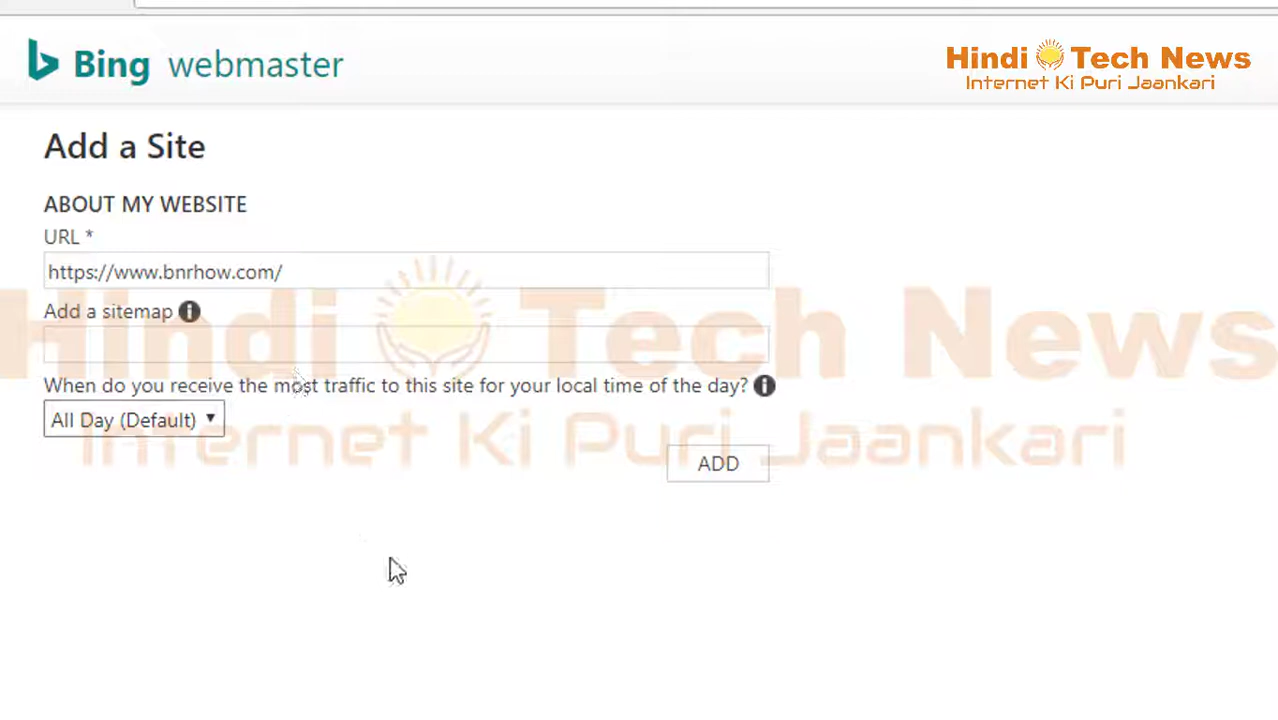 Bing webmaster
Hindi Tech News
Internet Ki Puri Jaankari
Add a Site
ABOUT MY WEBSITE
URL *
https://www.bnrhow.com/
Add a sitemap
Hindi Tech News
When do you receive the most traffic to this site for your local time of the day?
All Day (Default)
Internet Ki Puri Jaankari
ADD